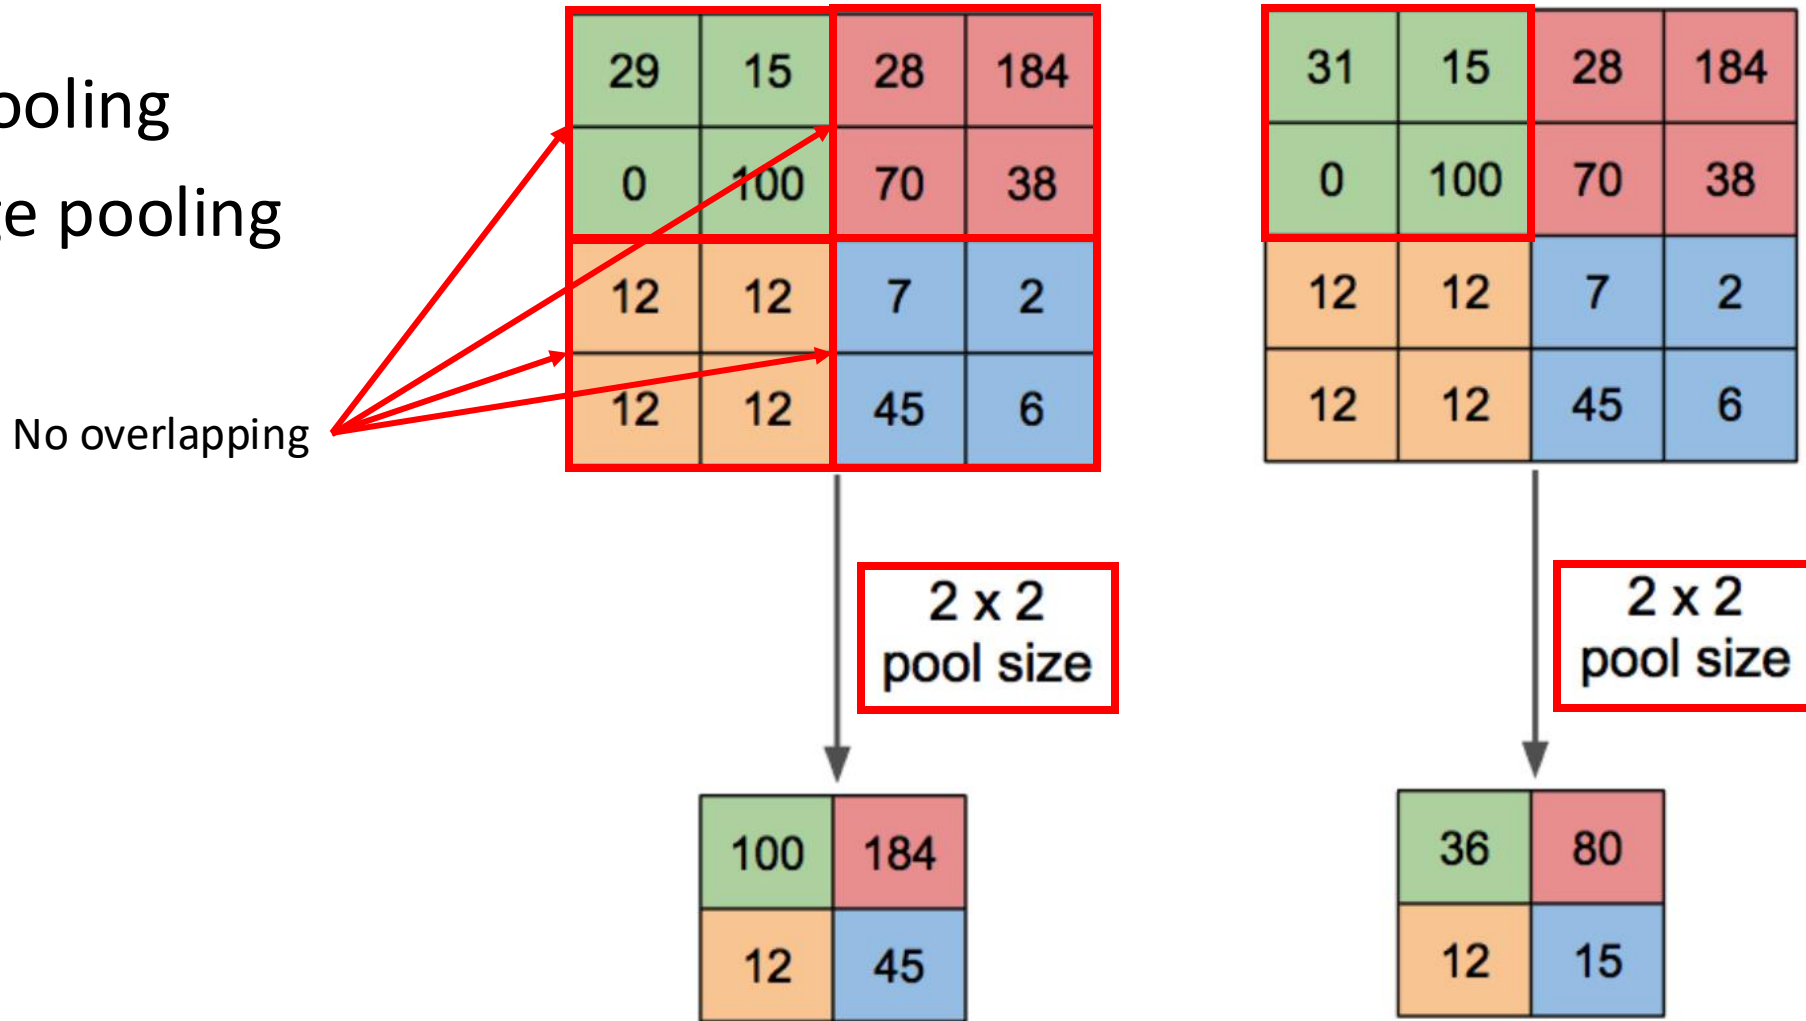 ooling
ge pooling
No overlapping
29 15 28 184
0 100 70 38
12 12 7 2
12 12 45 6
2 x 2
pool size
100 184
12 45
31 15 28 184
0 100 70 38
12 12 7 2
12 12 45 6
2 x 2
pool size
36 80
12 15